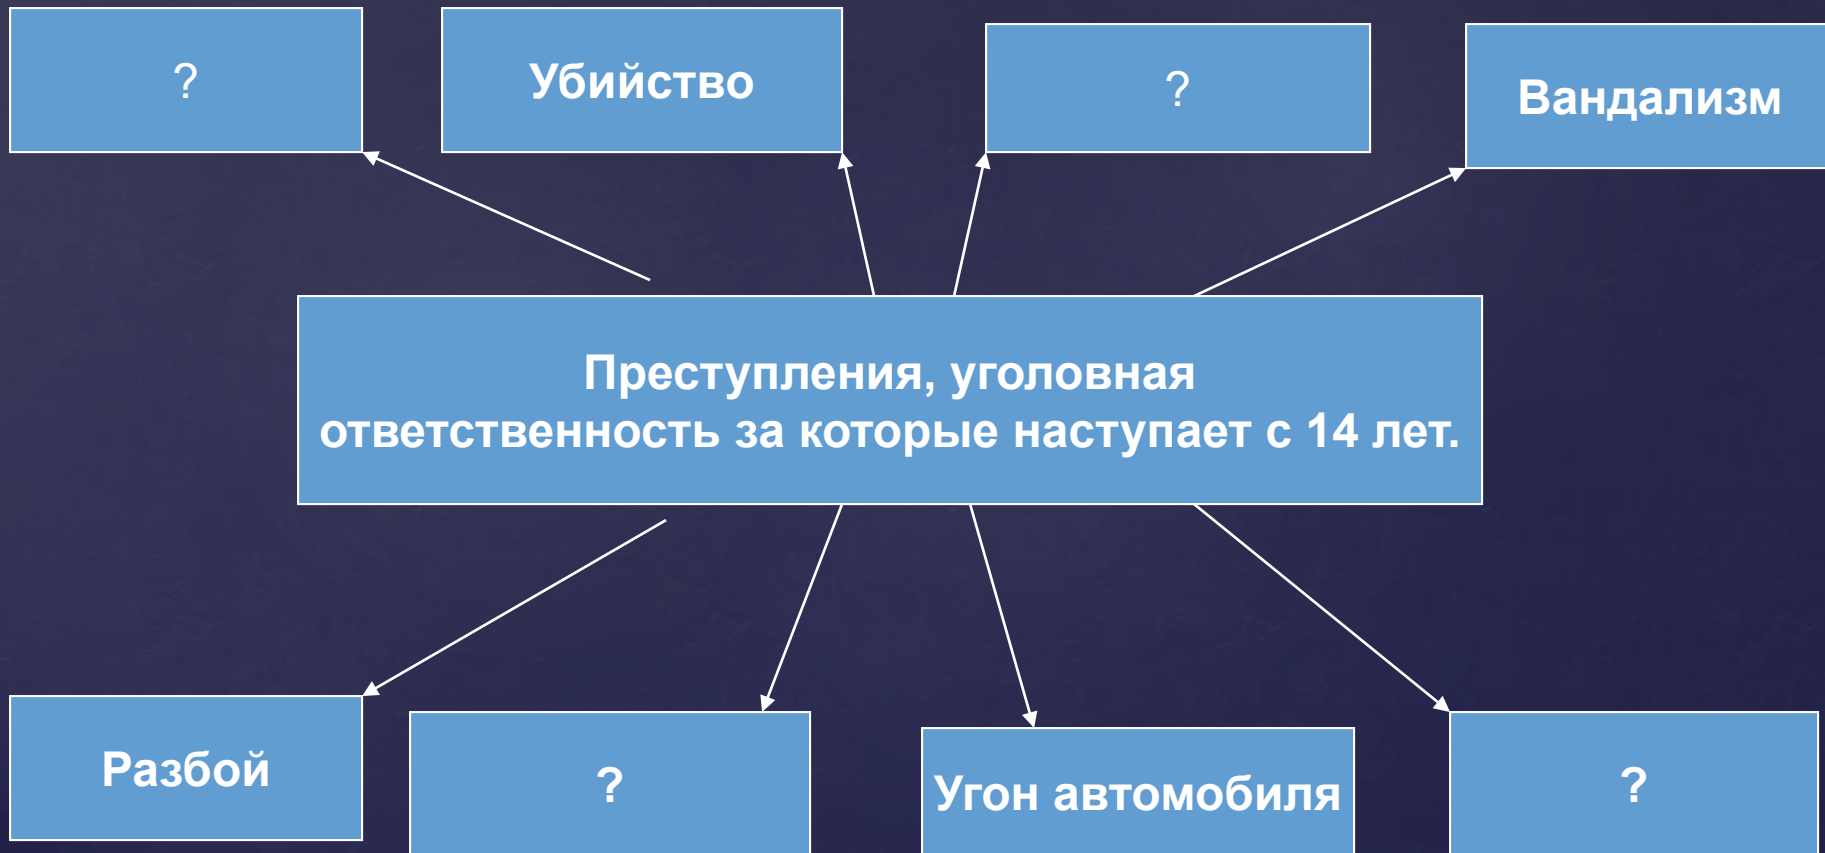 ?
Убийство
?
Вандализм
Преступления, уголовная
ответственность за которые наступает с 14 лет.
Разбой
?
Угон автомобиля
?